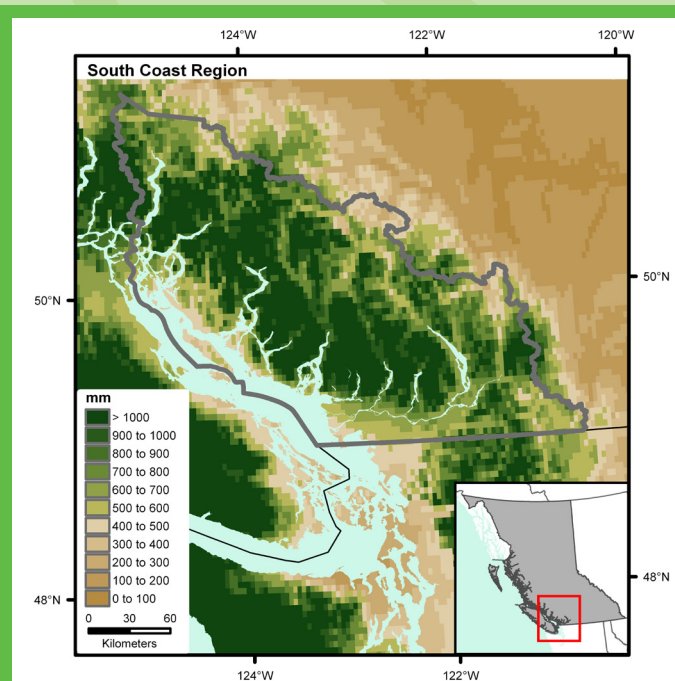 124°W 122°W 120°W
South Coast Region
50°N
50°N
mm
> 1000
900 to 1000
800 to 900
700 to 800
600 to 700
500 to 600
400 to 500
300 to 400
200 to 300
100 to 200
0 to 100
48°N
48°N
0 30 60
Kilometers
124°W 122°W